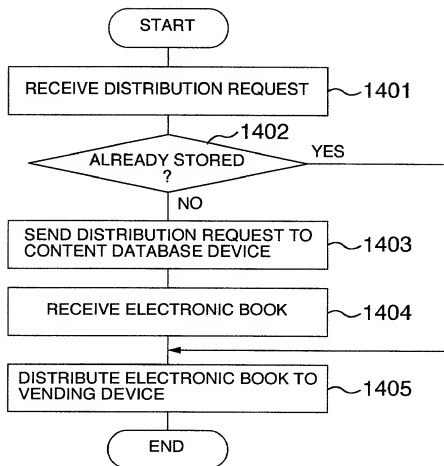 START
RECEIVE DISTRIBUTION REQUEST
1401
1402
ALREADY STORED
?
YES
NO
SEND DISTRIBUTION REQUEST TO
CONTENT DATABASE DEVICE
1403
RECEIVE ELECTRONIC BOOK
1404
DISTRIBUTE ELECTRONIC BOOK TO
VENDING DEVICE
1405
END